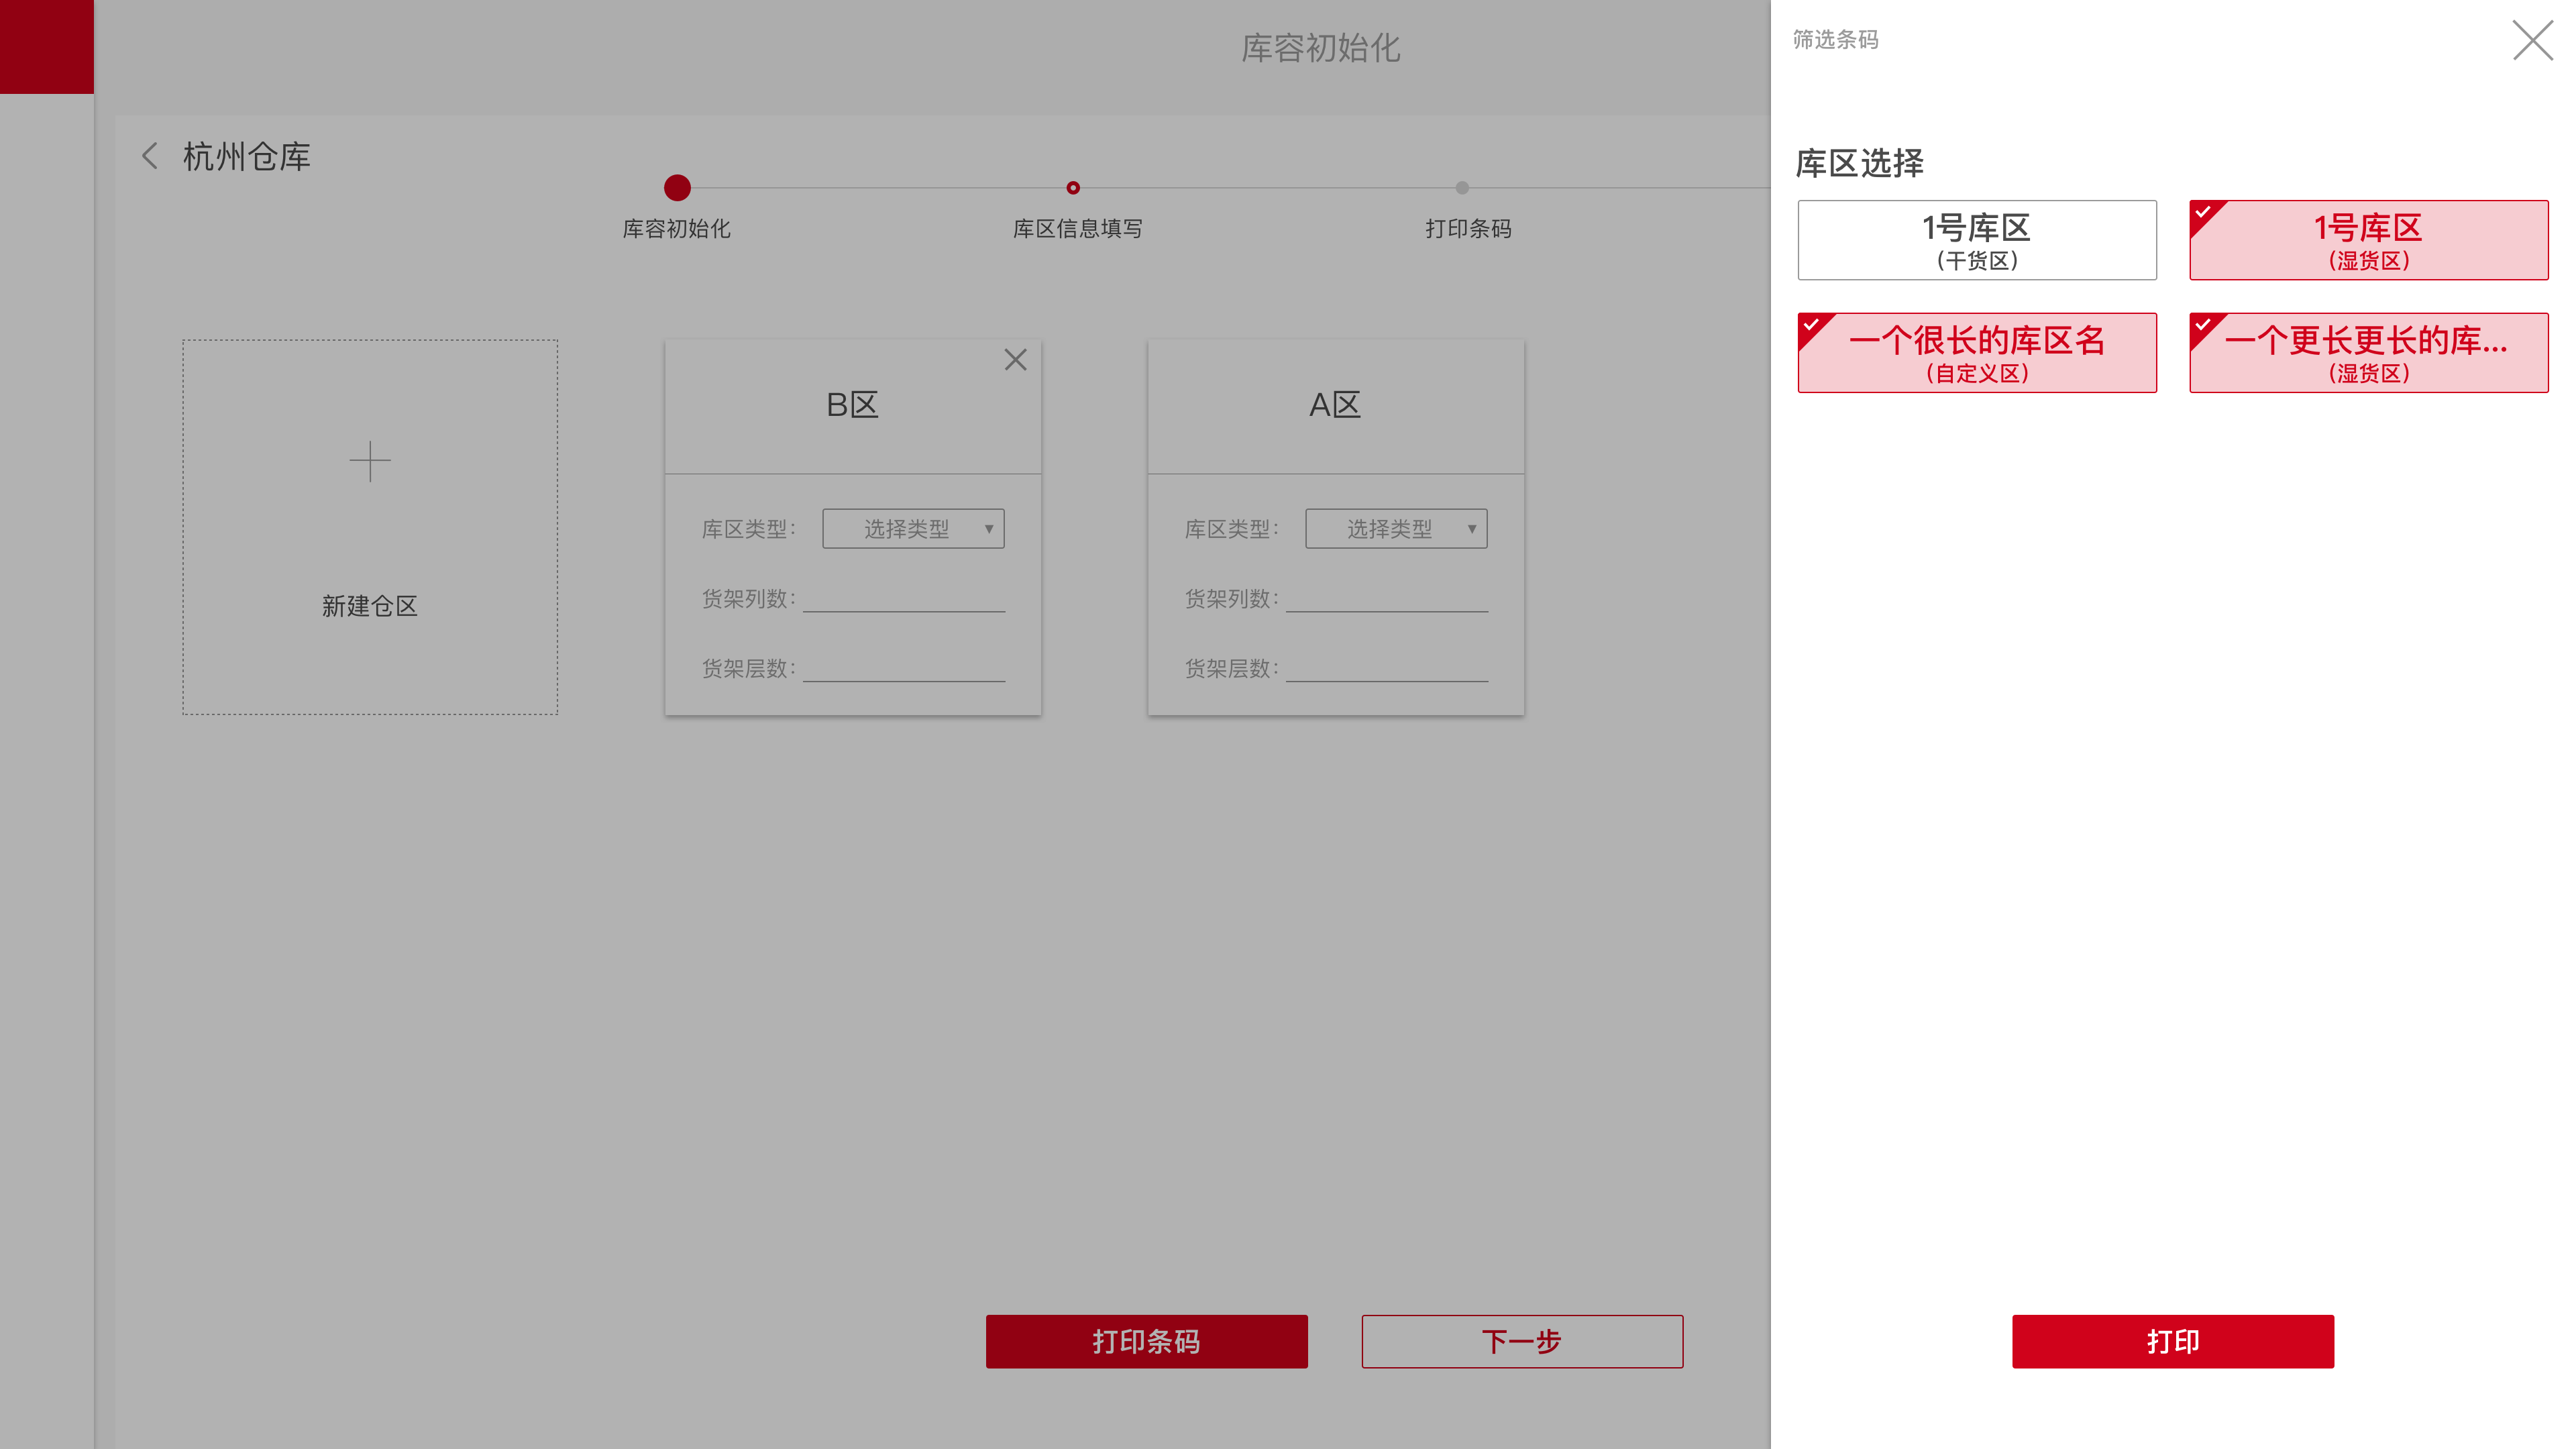 库容初始化
杭州仓库
库容初始化
库区信息填写
打印条码
新建仓区
B区
库区类型：
选择类型
货架列数：
货架层数：
A区
库区类型：
选择类型
货架列数：
货架层数：
打印条码
下一步
筛选条码
库区选择
1号库区
（干货区）
1号库区
（湿货区）
一个很长的库区名
（自定义区）
一个更长更长的库...
（湿货区）
打印